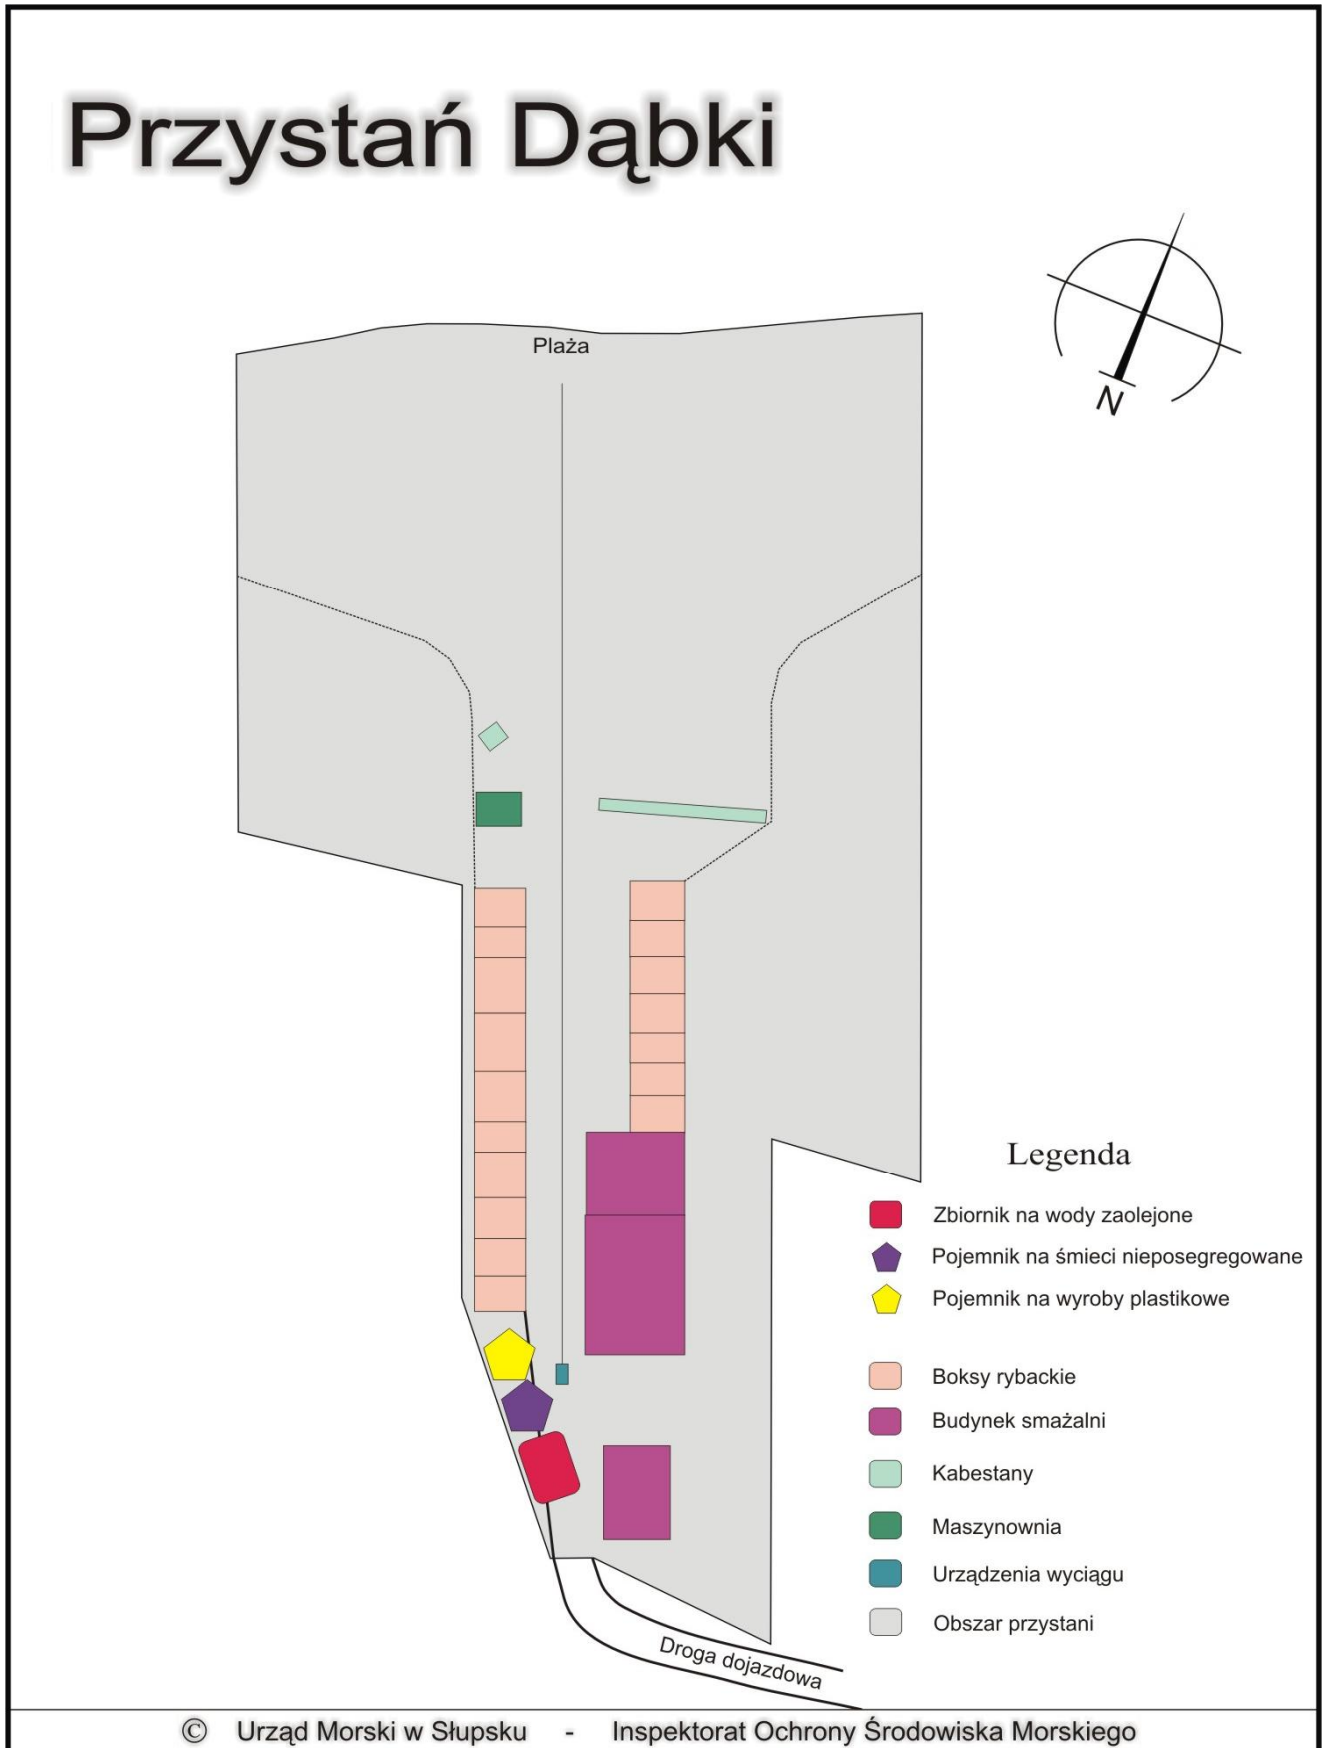 Przystań Dąbki
N
Plaża
Legenda
Zbiornik na wody zaolejone
Pojemnik na śmieci nieposegregowane
Pojemnik na wyroby plastikowe
Boksy rybackie
Budynek smażalni
Kabestany
Maszynownia
Urządzenia wyciągu
Obszar przystani
Droga dojazdowa
© Urząd Morski w Słupsku - Inspektorat Ochrony Środowiska Morskiego